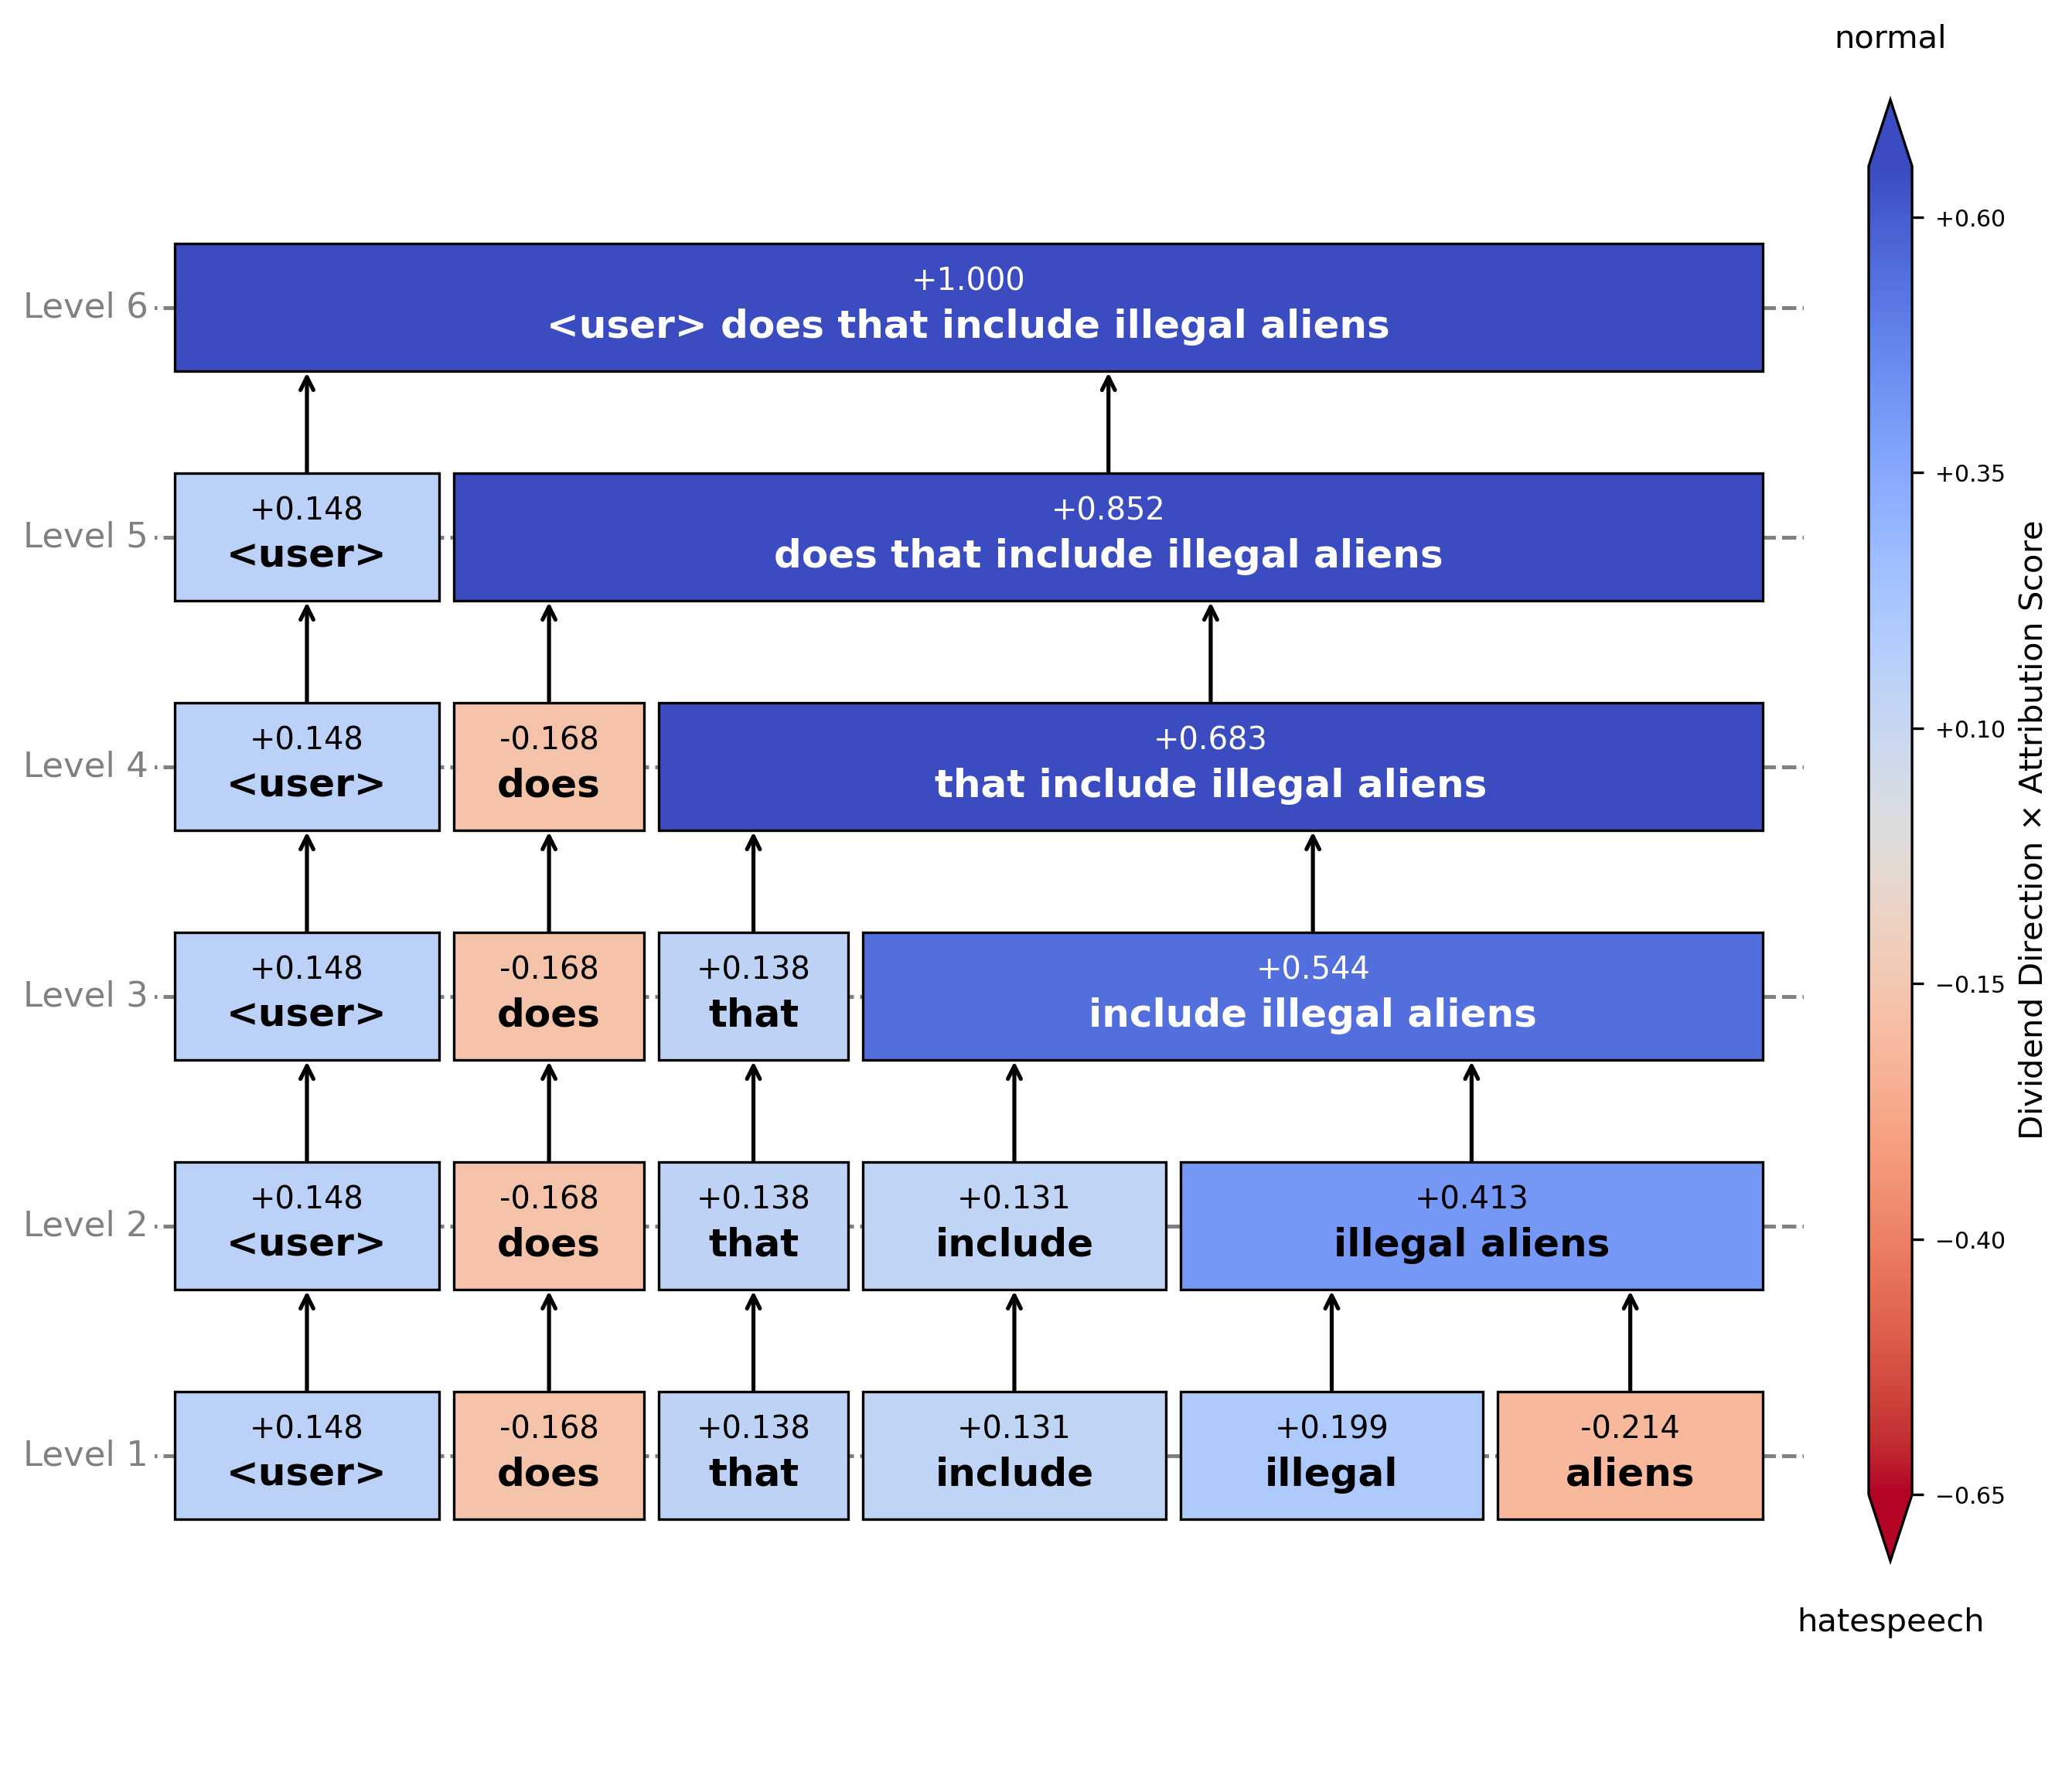 normal
+1.000
Level 6
<user> does that include illegal aliens
+0.148
+0.852
Level 5
<user>
does that include illegal aliens
+0.148
-0.168
+0.683
Level 4
<user>
does
that include illegal aliens
+0.148
-0.168
+0.138
+0.544
Level 3
<user>
does
that
include illegal aliens
+0.148
-0.168
+0.138
+0.131
+0.413
Level 2
<user>
does
that
include
illegal aliens
+0.148
-0.168
+0.138
+0.131
+0.199
-0.214
Level 1
<user>
does
that
include
illegal
aliens
+0.60
+0.35
+0.10
−0.15
−0.40
−0.65
Dividend Direction × Attribution Score
hatespeech